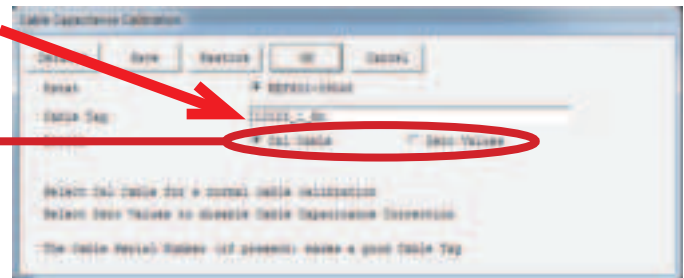 Cable Capacitance Calibration
Default Save Restore OK Cancel
Cable Tag
Cal Cable Zero Values
Select Cal Cable for a normal cable calibration
Select Zero Values to disable Cable Capacitance Correction
The Cable Serial Number (if present) makes a good Cable Tag